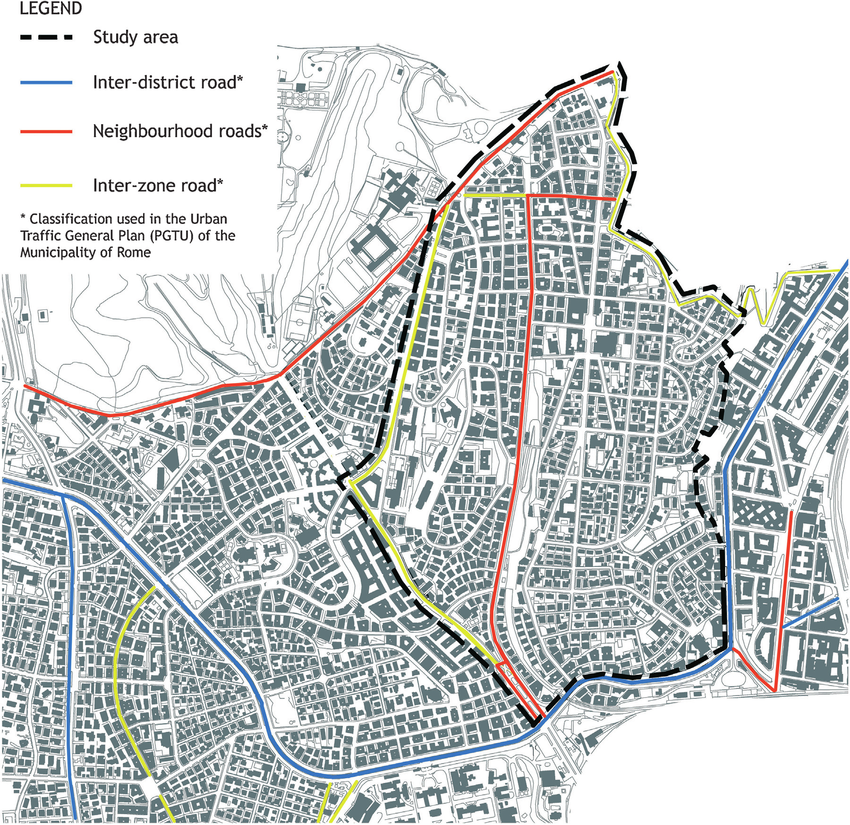 LEGEND
Study area
Inter-district road*
Neighbourhood roads*
Inter-zone road*
* Classification used in the Urban
Traffic General Plan (PGTU) of the
Municipality of Rome